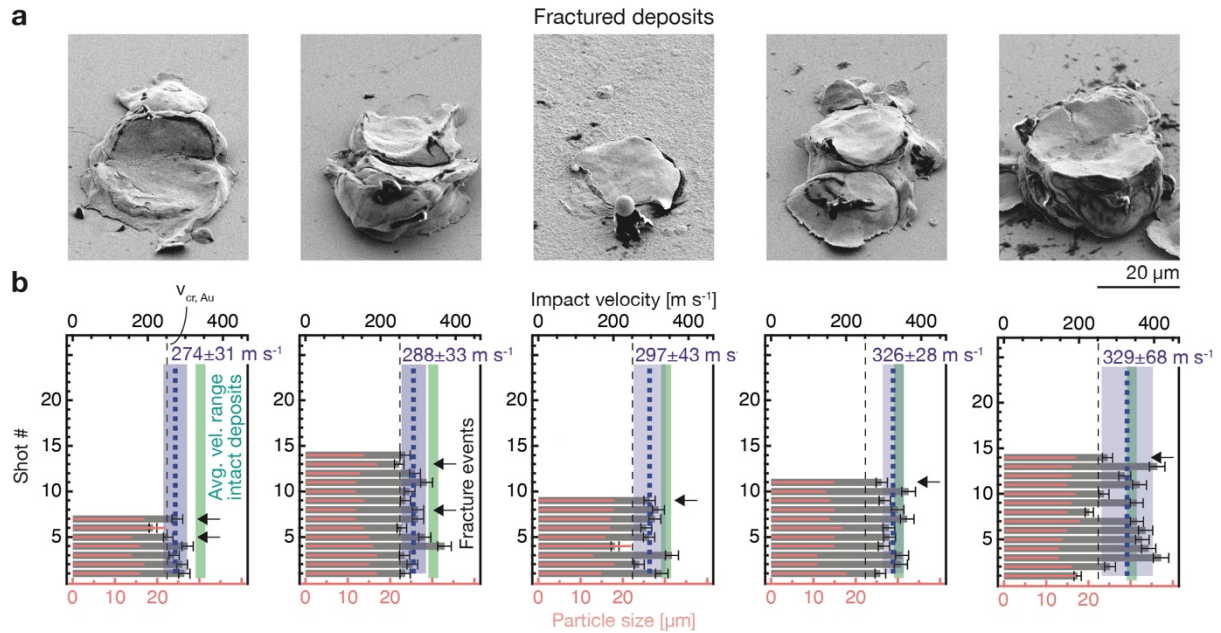 a
Fractured deposits
20 µm
b
v cr, Au
Impact velocity [m s⁻¹]
0 200 400
0 200 400
0 200 400
0 200 400
0 200 400
274±31 m s⁻¹
288±33 m s⁻¹
297±43 m s
326±28 m s⁻¹
329±68 m s⁻¹
Shot #
20
15
10
5
20
15
10
5
20
15
10
5
20
15
10
5
20
15
10
5
Avg. vel. range
intact deposits
Fracture events
0 10 20
0 10 20
0 10 20
0 10 20
0 10 20
Particle size [µm]